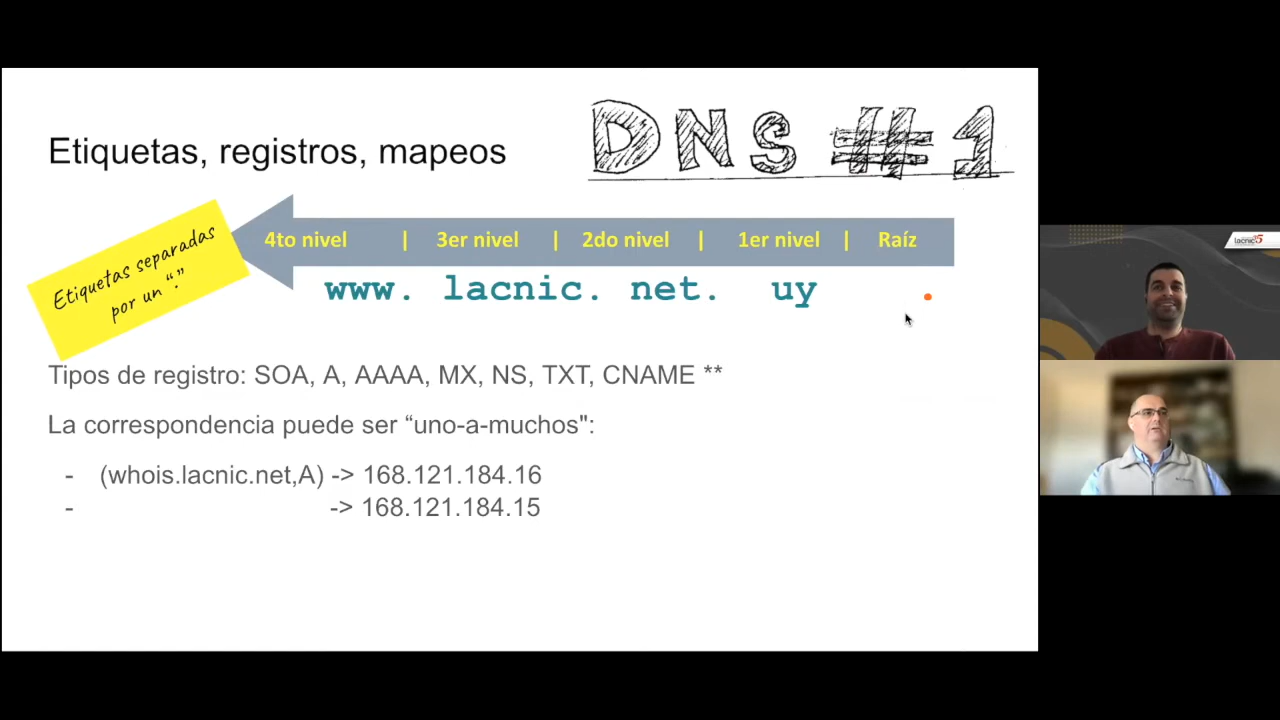 DNS #1
Etiquetas, registros, mapeos
4to nivel | 3er nivel | 2do nivel | 1er nivel | Raíz
Etiquetas separadas
por un “.”
www. lacnic. net. uy .
Tipos de registro: SOA, A, AAAA, MX, NS, TXT, CNAME **
La correspondencia puede ser “uno-a-muchos":
- (whois.lacnic.net,A) -> 168.121.184.16
- -> 168.121.184.15
lacnic